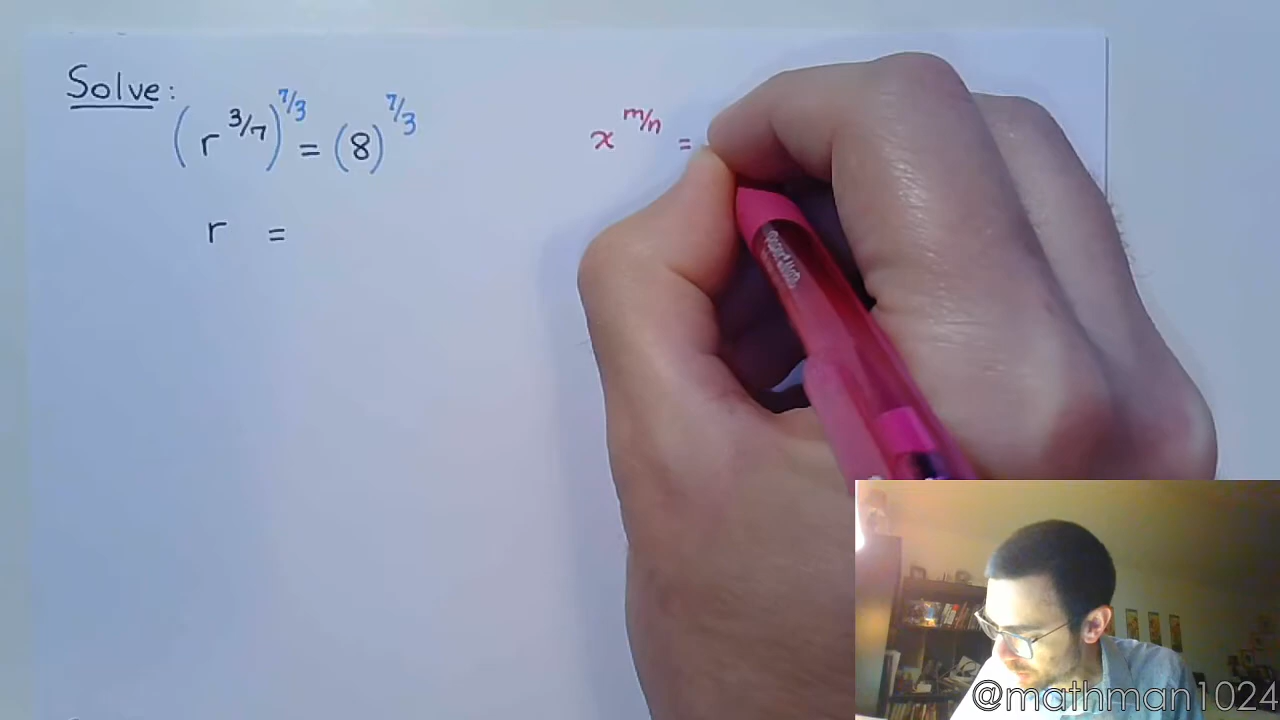 Solve:
(r^{3/7})^{7/3} = (8)^{7/3}
x^{m/n} =
r =
@mathman1024